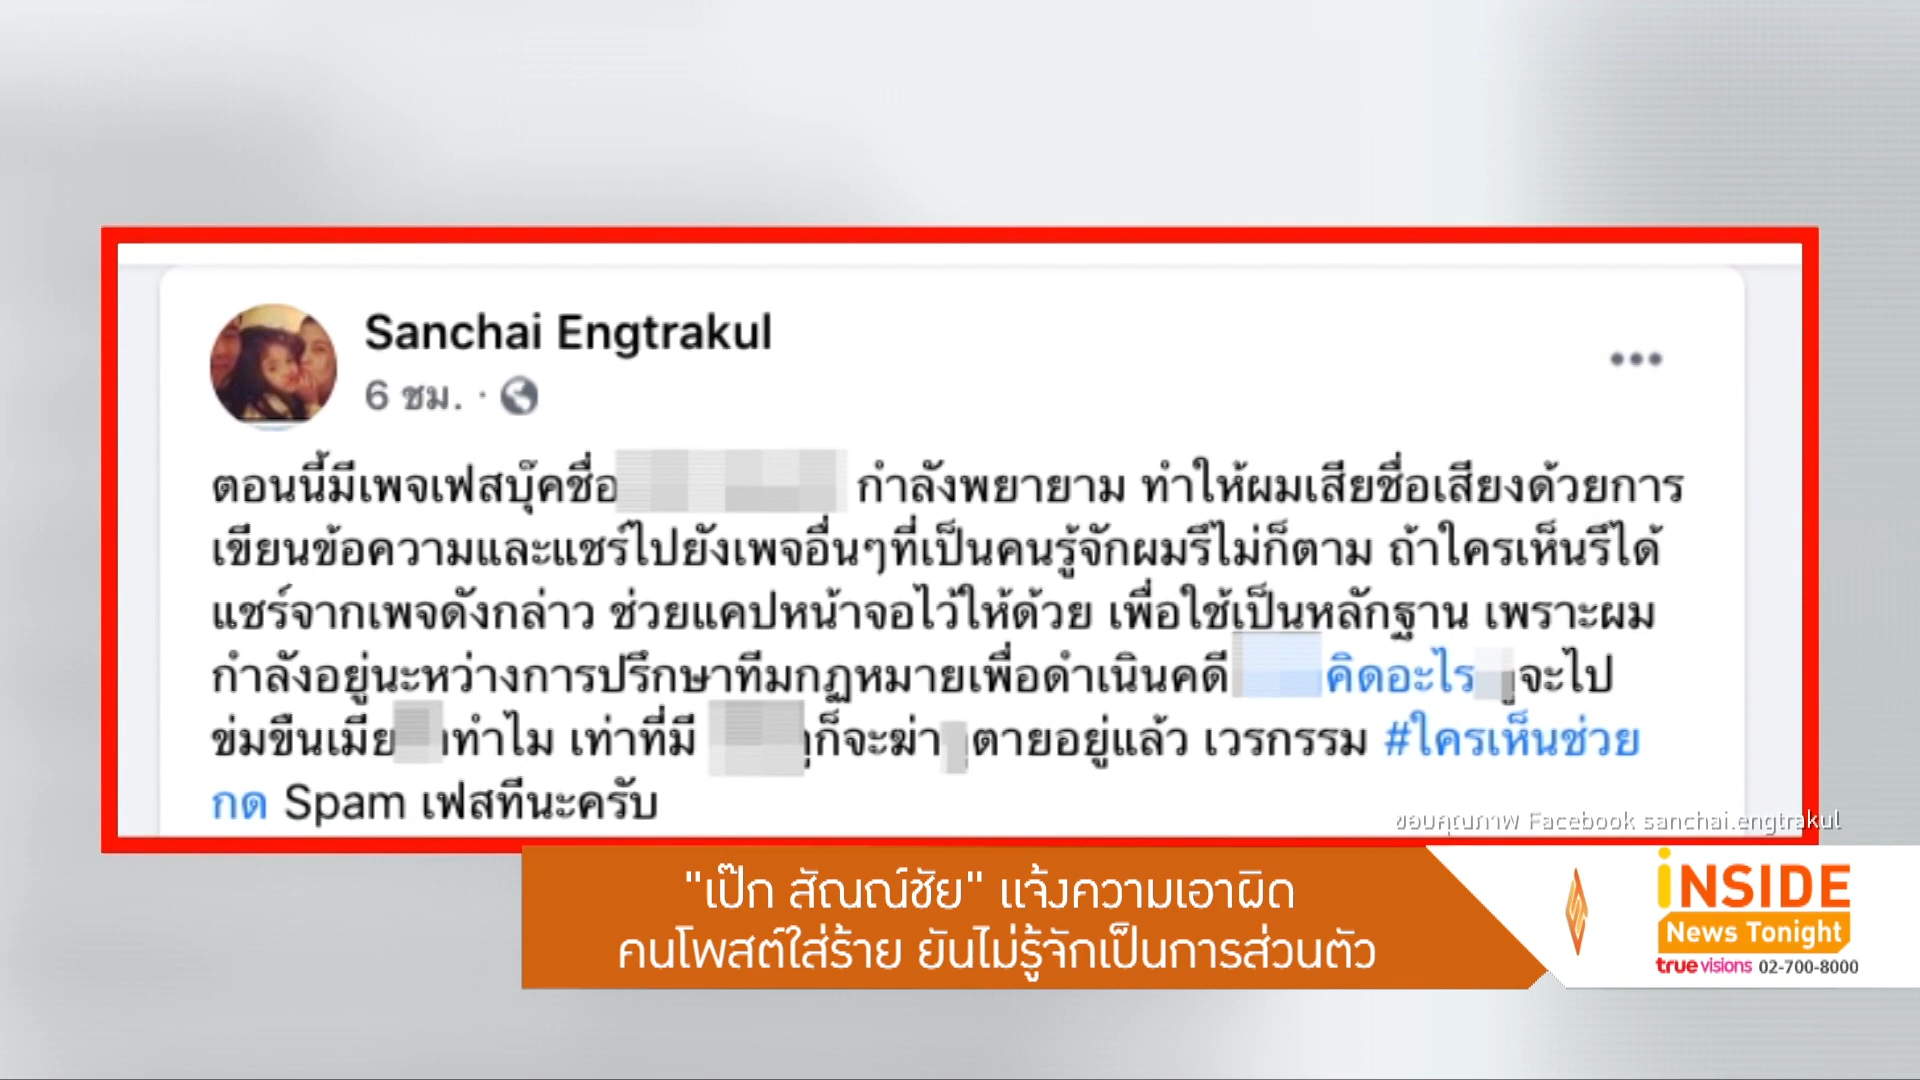 Sanchai Engtrakul
6 ชม. ·
ตอนนี้มีเพจเฟสบุ๊คชื่อ กำลังพยายาม ทำให้ผมเสียชื่อเสียงด้วยการ
เขียนข้อความและแชร์ไปยังเพจอื่นๆที่เป็นคนรู้จักผมรึไม่ก็ตาม ถ้าใครเห็นรึได้
แชร์จากเพจดังกล่าว ช่วยแคปหน้าจอไว้ให้ด้วย เพื่อใช้เป็นหลักฐาน เพราะผม
กำลังอยู่นะหว่างการปรึกษาทีมกฏหมายเพื่อดำเนินคดี คิดอะไร จะไป
ข่มขืนเมีย ทำไม เท่าที่มี ก็จะฆ่า ตายอยู่แล้ว เวรกรรม #ใครเห็นช่วย
กด Spam เฟสทีนะครับ
ขอบคุณภาพ Facebook sanchai.engtrakul
"เป๊ก สัณณ์ชัย" แจ้งความเอาผิด
คนโพสต์ใส่ร้าย ยันไม่รู้จักเป็นการส่วนตัว
iNSIDE
News Tonight
truevisions 02-700-8000